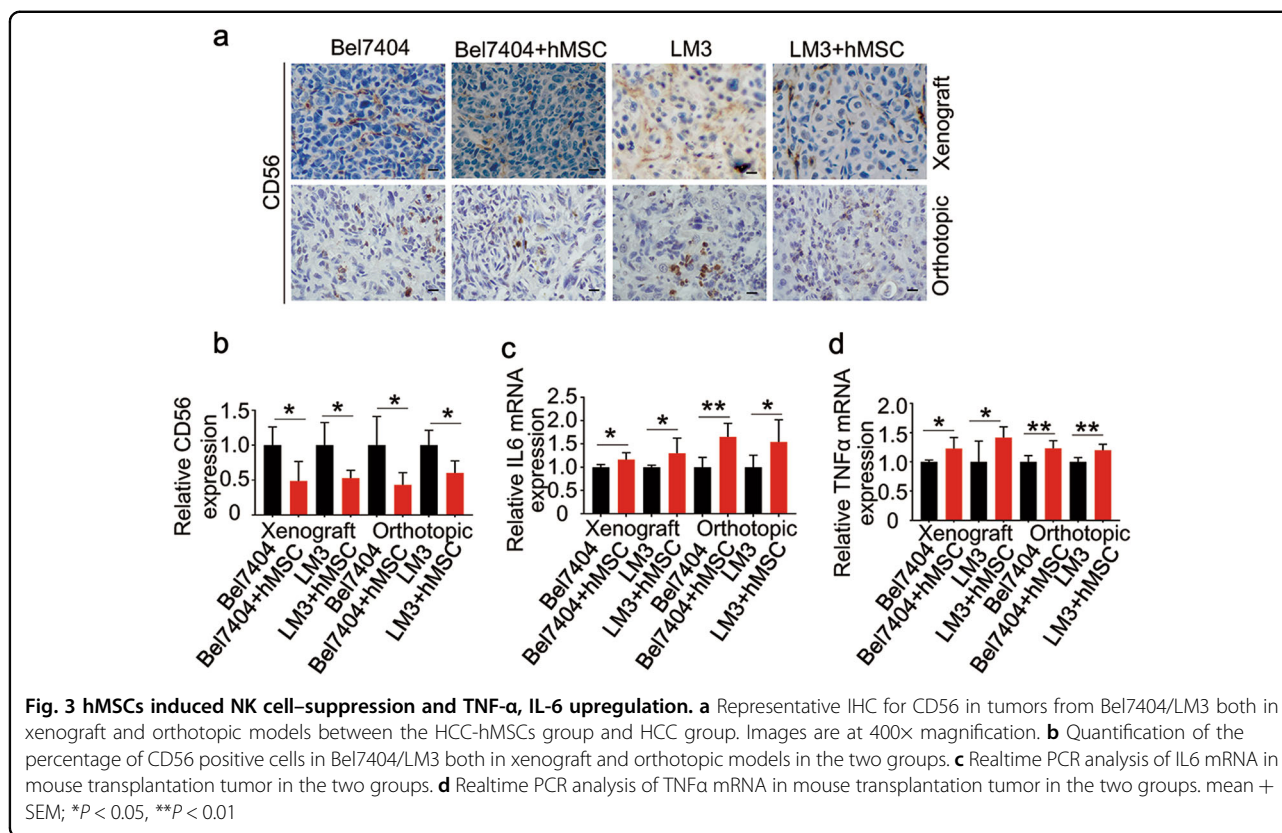 a
Bel7404 Bel7404+hMSC LM3 LM3+hMSC
CD56
Xenograft
Orthotopic
b
Relative CD56
expression
1.5
1.0
0.5
0
* * * *
Xenograft Orthotopic
Bel7404
Bel7404+hMSC
LM3
LM3+hMSC
Bel7404
Bel7404+hMSC
LM3
LM3+hMSC
c
Relative IL6 mRNA
expression
2.5
2.0
1.5
1.0
0.5
0
* * ** *
Xenograft Orthotopic
Bel7404
Bel7404+hMSC
LM3
LM3+hMSC
Bel7404
Bel7404+hMSC
LM3
LM3+hMSC
d
Relative TNFα mRNA
expression
2.0
1.5
1.0
0.5
0
* * ** **
Xenograft Orthotopic
Bel7404
Bel7404+hMSC
LM3
LM3+hMSC
Bel7404
Bel7404+hMSC
LM3
LM3+hMSC
Fig. 3 hMSCs induced NK cell–suppression and TNF-α, IL-6 upregulation. a Representative IHC for CD56 in tumors from Bel7404/LM3 both in
xenograft and orthotopic models between the HCC-hMSCs group and HCC group. Images are at 400× magnification. b Quantification of the
percentage of CD56 positive cells in Bel7404/LM3 both in xenograft and orthotopic models in the two groups. c Realtime PCR analysis of IL6 mRNA in
mouse transplantation tumor in the two groups. d Realtime PCR analysis of TNFα mRNA in mouse transplantation tumor in the two groups. mean +
SEM; *P < 0.05, **P < 0.01